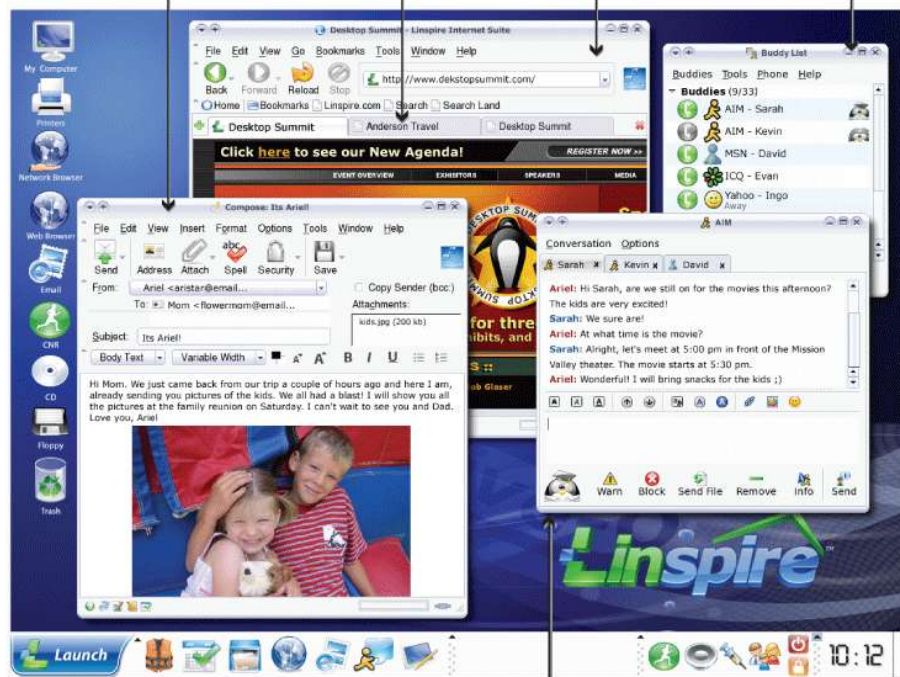 My Computer
Printers
Network Browser
Web Browser
Email
CNR
CD
Floppy
Trash
Desktop Summit - Linspire Internet Suite
File Edit View Go Bookmarks Tools Window Help
Back Forward Reload Stop
http://www.dekstopsummit.com/
Home Bookmarks Linspire.com Search Search Land
Desktop Summit Anderson Travel Desktop Summit
Click here to see our New Agenda! REGISTER NOW >>
EVENT OVERVIEW EXHIBITORS SPEAKERS MEDIA
DESKTOP SUMMIT
for thre
ibits, and
ob Glaser
Buddy List
Buddies Tools Phone Help
Buddies (9/33)
AIM - Sarah
AIM - Kevin
MSN - David
ICQ - Evan
Yahoo - Ingo
Away
Compose: Its Ariel!
File Edit View Insert Format Options Tools Window Help
Send Address Attach Spell Security Save
From: Ariel <aristar@email... Copy Sender (bcc:)
To: Mom <flowermom@email... Attachments:
kids.jpg (200 kb)
Subject: Its Ariel!
Body Text Variable Width A A B I U
Hi Mom. We just came back from our trip a couple of hours ago and here I am,
already sending you pictures of the kids. We all had a blast! I will show you all
the pictures at the family reunion on Saturday. I can't wait to see you and Dad.
Love you, Ariel
AIM
Conversation Options
Sarah Kevin David
Ariel: Hi Sarah, are we still on for the movies this afternoon?
The kids are very excited!
Sarah: We sure are!
Ariel: At what time is the movie?
Sarah: Alright, let's meet at 5:00 pm in front of the Mission
Valley theater. The movie starts at 5:30 pm.
Ariel: Wonderful! I will bring snacks for the kids ;)
Warn Block Send File Remove Info Send
Linspire™
Launch
10:12